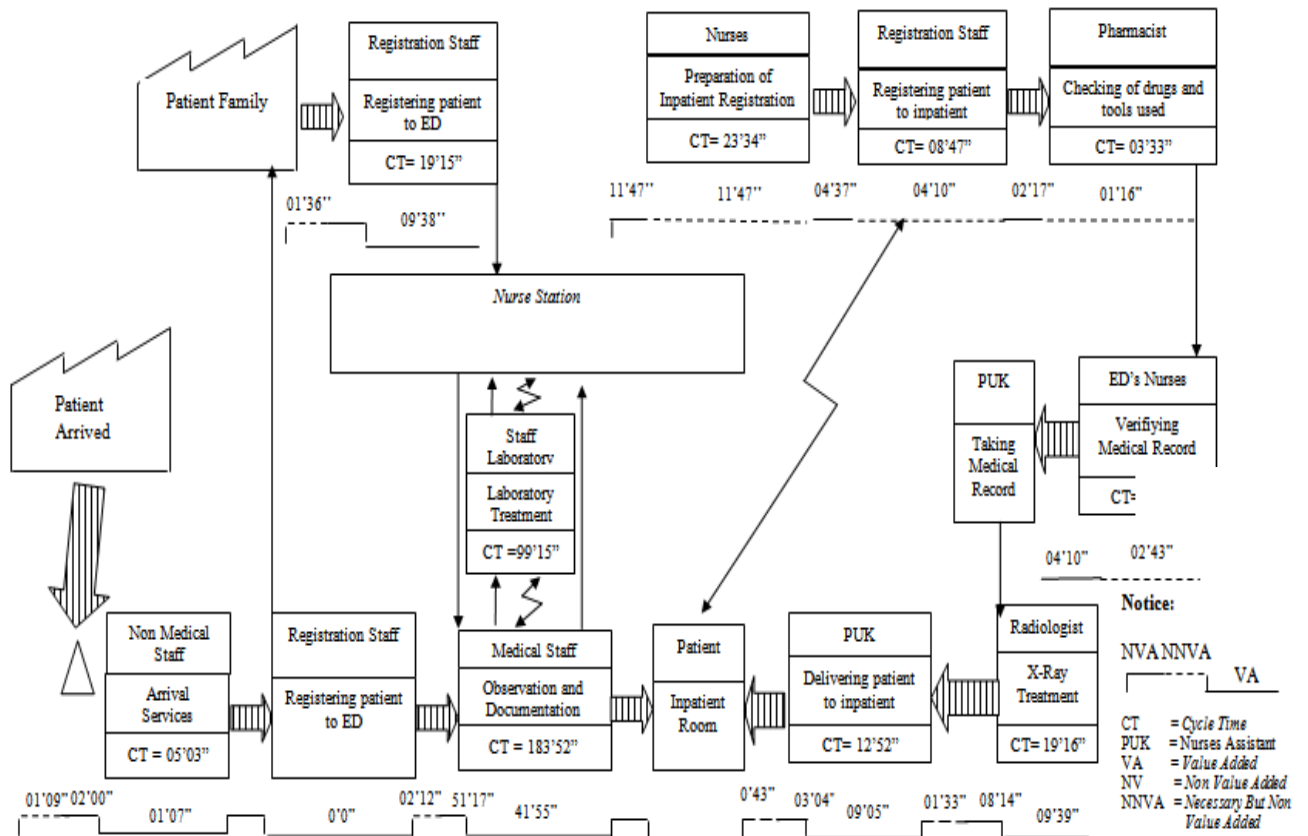 Patient Family
Registration Staff
Registering patient
to ED
CT= 19'15”
Nurses
Preparation of
Inpatient Registration
CT= 23'34”
Registration Staff
Registering patient
to inpatient
CT= 08'47”
Pharmacist
Checking of drugs and
tools used
CT= 03'33”
01'36”
09'38”
11'47”
11'47”
04'37”
04'10”
02'17”
01'16”
Nurse Station
Patient
Arrived
Staff
Laboratory
Laboratory
Treatment
CT =99'15”
PUK
Taking
Medical
Record
ED's Nurses
Verifiying
Medical Record
CT=
04'10”
02'43”
Non Medical
Staff
Arrival
Services
CT = 05'03”
Registration Staff
Registering patient
to ED
Medical Staff
Observation and
Documentation
CT = 183'52”
Patient
Inpatient
Room
PUK
Delivering patient
to inpatient
CT= 12'52”
Radiologist
X-Ray
Treatment
CT= 19'16”
Notice:
NVA NNVA
VA
CT = Cycle Time
PUK = Nurses Assistant
VA = Value Added
NV = Non Value Added
NNVA = Necessary But Non
Value Added
01'09”
02'00”
01'07”
0'0”
02'12”
51'17”
41'55”
0'43”
03'04”
09'05”
01'33”
08'14”
09'39”